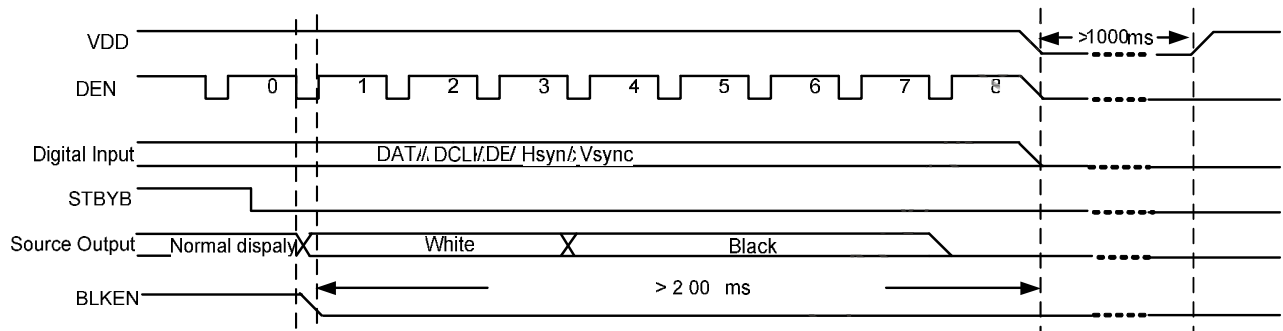 VDD
>1000ms
DEN
0 1 2 3 4 5 6 7 8
Digital Input
DAT/\ DCLI/.DE/ Hsyn/; Vsync
STBYB
Source Output
Normal dispaly
White
Black
BLKEN
> 2 00 ms